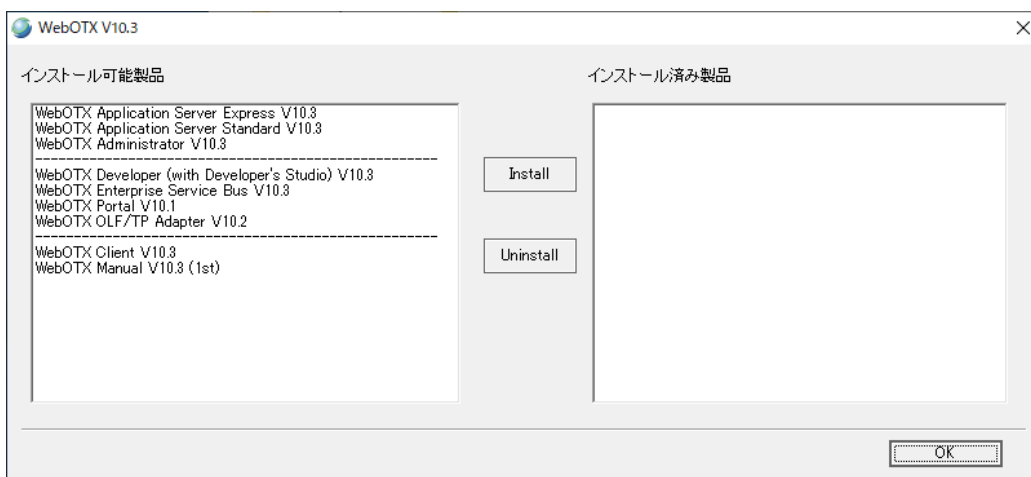 WebOTX V10.3
インストール可能製品
インストール済み製品
WebOTX Application Server Express V10.3
WebOTX Application Server Standard V10.3
WebOTX Administrator V10.3
----------------------------------------------------
WebOTX Developer (with Developer's Studio) V10.3
WebOTX Enterprise Service Bus V10.3
WebOTX Portal V10.1
WebOTX OLF/TP Adapter V10.2
----------------------------------------------------
WebOTX Client V10.3
WebOTX Manual V10.3 (1st)
Install
Uninstall
OK